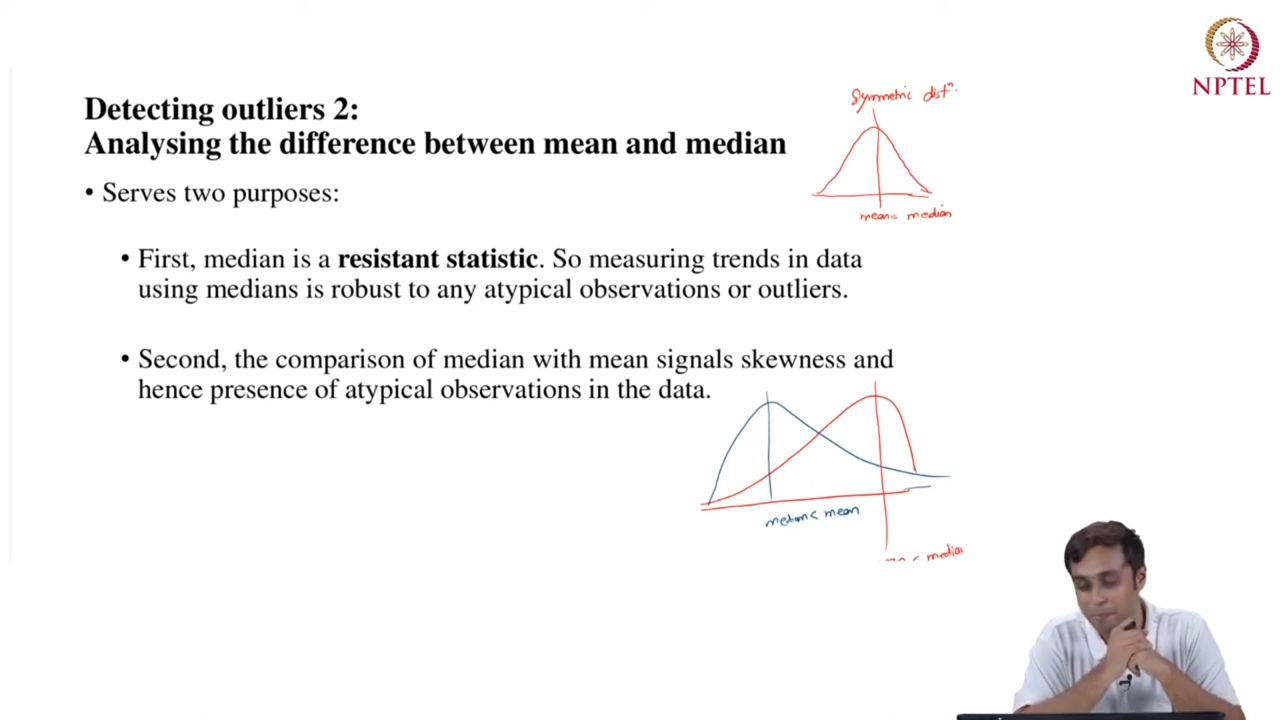 NPTEL
Detecting outliers 2:
Analysing the difference between mean and median
• Serves two purposes:
• First, median is a resistant statistic. So measuring trends in data
using medians is robust to any atypical observations or outliers.
• Second, the comparison of median with mean signals skewness and
hence presence of atypical observations in the data.
Symmetric distⁿ.
mean= median
median< mean
< median